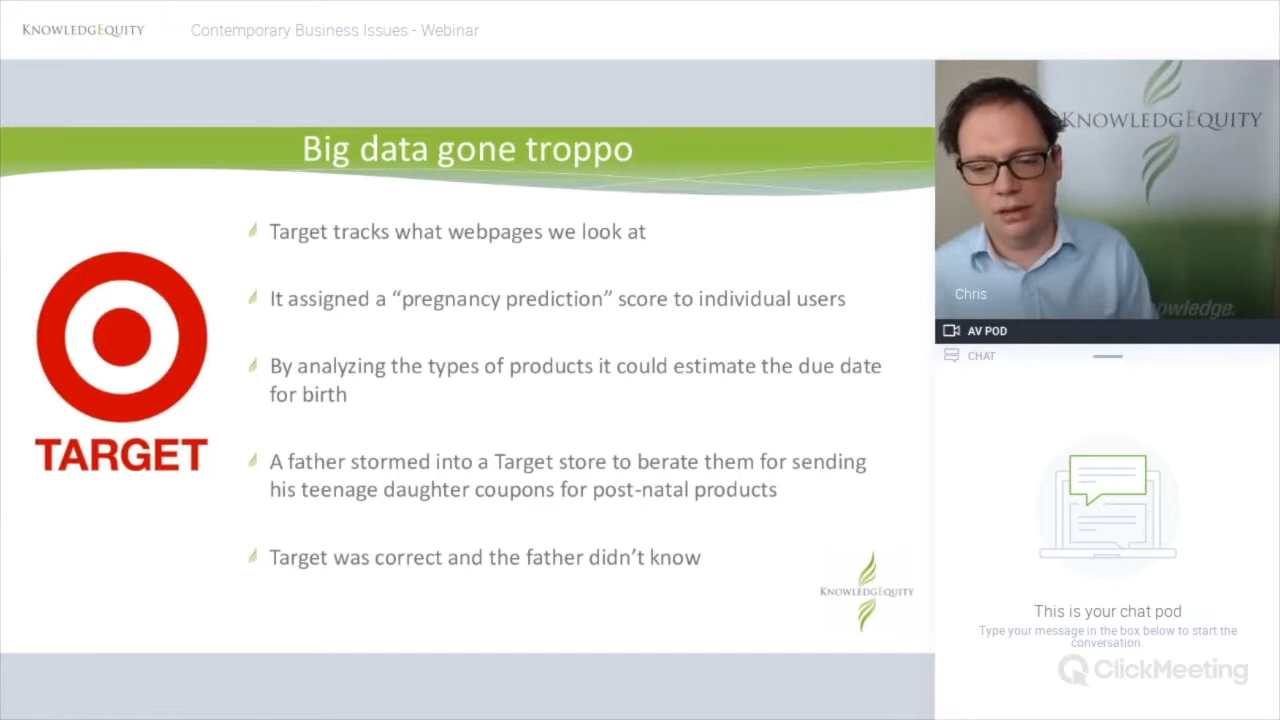 KNOWLEDGEQUITY
Contemporary Business Issues - Webinar
Big data gone troppo
Target tracks what webpages we look at
It assigned a “pregnancy prediction” score to individual users
By analyzing the types of products it could estimate the due date
for birth
A father stormed into a Target store to berate them for sending
his teenage daughter coupons for post-natal products
Target was correct and the father didn’t know
TARGET
KNOWLEDGEQUITY
KNOWLEDGEQUITY
Chris
nowledge.
AV POD
CHAT
This is your chat pod
Type your message in the box below to start the
conversation.
ClickMeeting